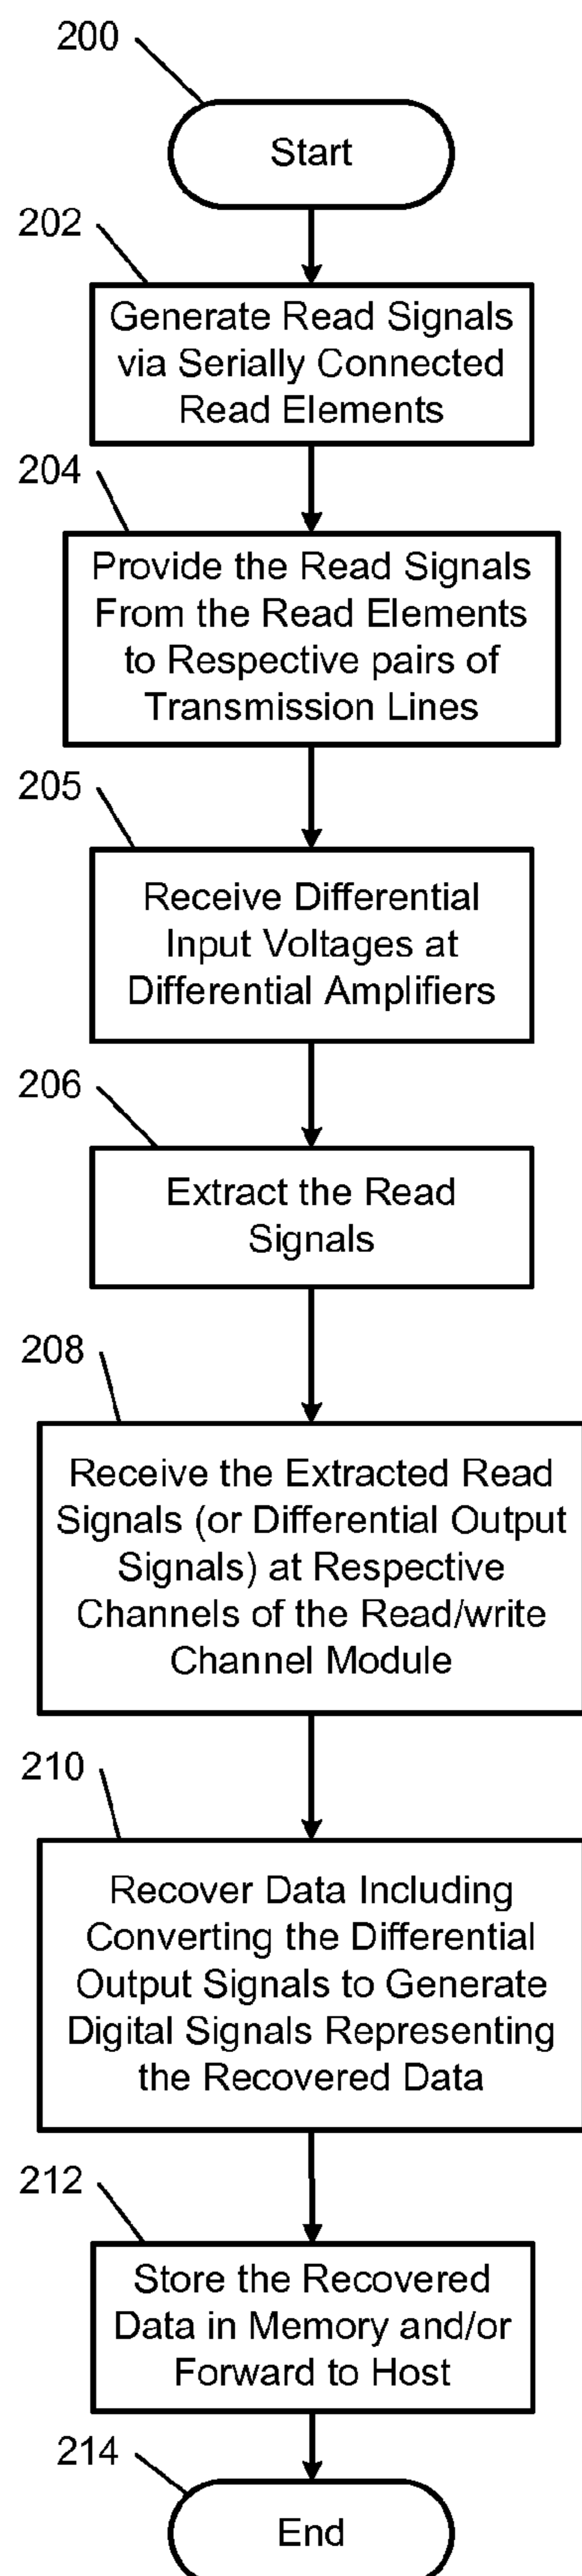 200
Start
202
Generate Read Signals
via Serially Connected
Read Elements
204
Provide the Read Signals
From the Read Elements
to Respective pairs of
Transmission Lines
205
Receive Differential
Input Voltages at
Differential Amplifiers
206
Extract the Read
Signals
208
Receive the Extracted Read
Signals (or Differential Output
Signals) at Respective
Channels of the Read/write
Channel Module
210
Recover Data Including
Converting the Differential
Output Signals to Generate
Digital Signals Representing
the Recovered Data
212
Store the Recovered
Data in Memory and/or
Forward to Host
214
End